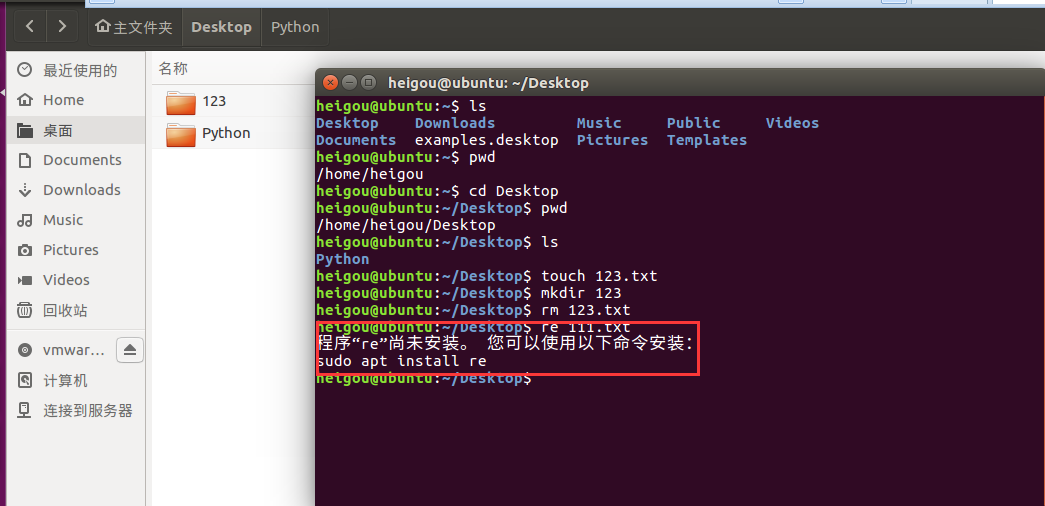 主文件夹 Desktop Python
最近使用的
Home
桌面
Documents
Downloads
Music
Pictures
Videos
回收站
vmwar…
计算机
连接到服务器
名称
123
Python
heigou@ubuntu: ~/Desktop
heigou@ubuntu:~$ ls
Desktop Downloads Music Public Videos
Documents examples.desktop Pictures Templates
heigou@ubuntu:~$ pwd
/home/heigou
heigou@ubuntu:~$ cd Desktop
heigou@ubuntu:~/Desktop$ pwd
/home/heigou/Desktop
heigou@ubuntu:~/Desktop$ ls
Python
heigou@ubuntu:~/Desktop$ touch 123.txt
heigou@ubuntu:~/Desktop$ mkdir 123
heigou@ubuntu:~/Desktop$ rm 123.txt
heigou@ubuntu:~/Desktop$ re 111.txt
程序“re”尚未安装。 您可以使用以下命令安装：
sudo apt install re
heigou@ubuntu:~/Desktop$